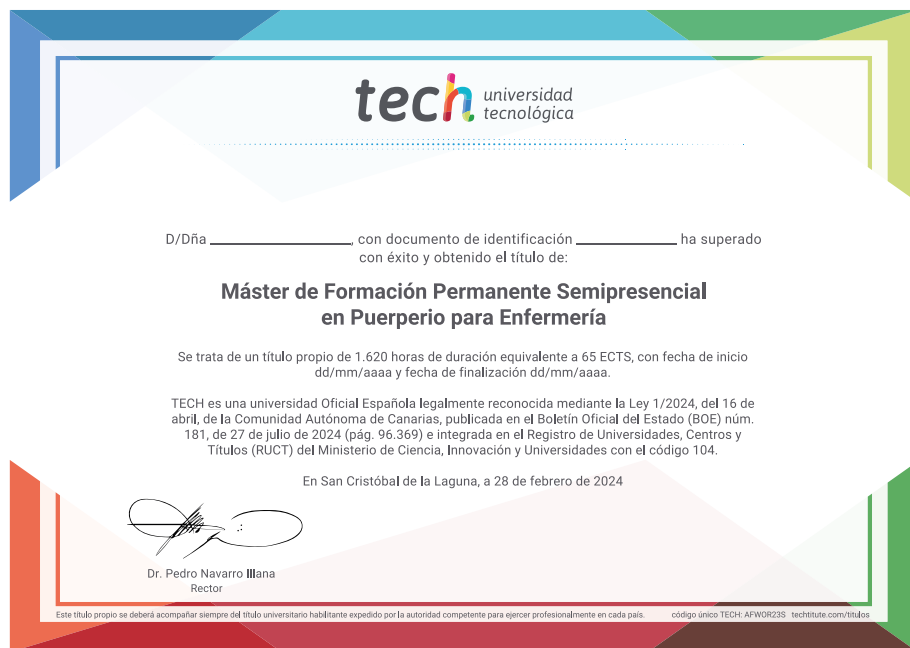 tech universidad
tecnológica
D/Dña ____________________, con documento de identificación ______________ ha superado
con éxito y obtenido el título de:
Máster de Formación Permanente Semipresencial
en Puerperio para Enfermería
Se trata de un título propio de 1.620 horas de duración equivalente a 65 ECTS, con fecha de inicio
dd/mm/aaaa y fecha de finalización dd/mm/aaaa.
TECH es una universidad Oficial Española legalmente reconocida mediante la Ley 1/2024, del 16 de
abril, de la Comunidad Autónoma de Canarias, publicada en el Boletín Oficial del Estado (BOE) núm.
181, de 27 de julio de 2024 (pág. 96.369) e integrada en el Registro de Universidades, Centros y
Títulos (RUCT) del Ministerio de Ciencia, Innovación y Universidades con el código 104.
En San Cristóbal de la Laguna, a 28 de febrero de 2024
Dr. Pedro Navarro Illana
Rector
Este título propio se deberá acompañar siempre del título universitario habilitante expedido por la autoridad competente para ejercer profesionalmente en cada país. código único TECH: AFWOR23S techtitute.com/titulos